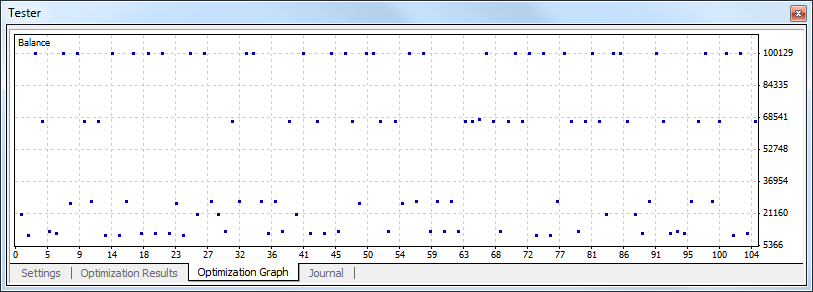 Tester
Balance
100129
84335
68541
52748
36954
21160
5366
0 5 9 14 18 23 27 32 36 41 45 50 54 59 63 68 72 77 81 86 91 95 100 104
Settings Optimization Results Optimization Graph Journal